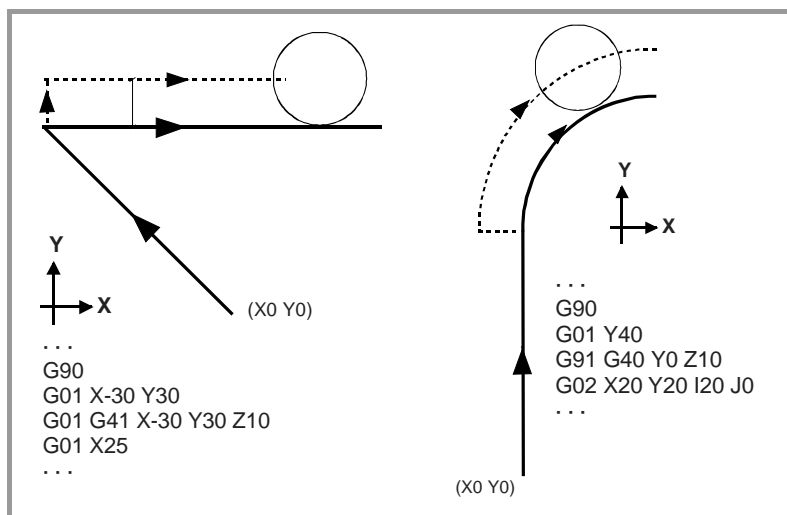 Y
X
(X0 Y0)
. . .
G90
G01 X-30 Y30
G01 G41 X-30 Y30 Z10
G01 X25
. . .
Y
X
. . .
G90
G01 Y40
G91 G40 Y0 Z10
G02 X20 Y20 I20 J0
. . .
(X0 Y0)